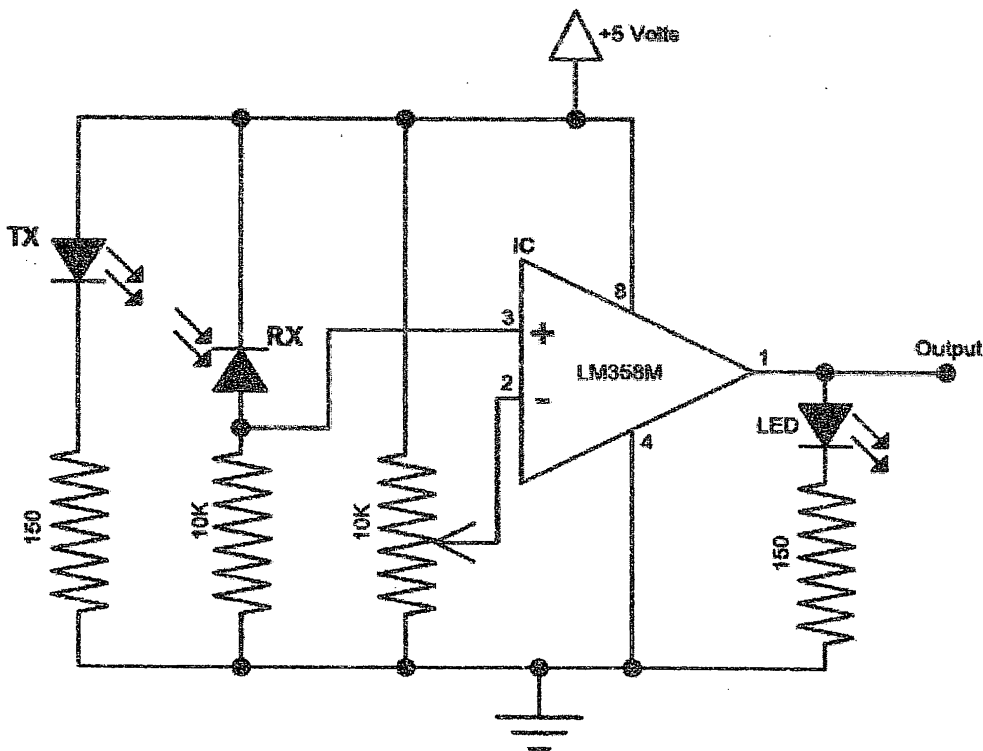 +5 Volts
TX
IC
8
RX
3
+
1
Output
LM358M
2
-
LED
4
150
10K
10K
150